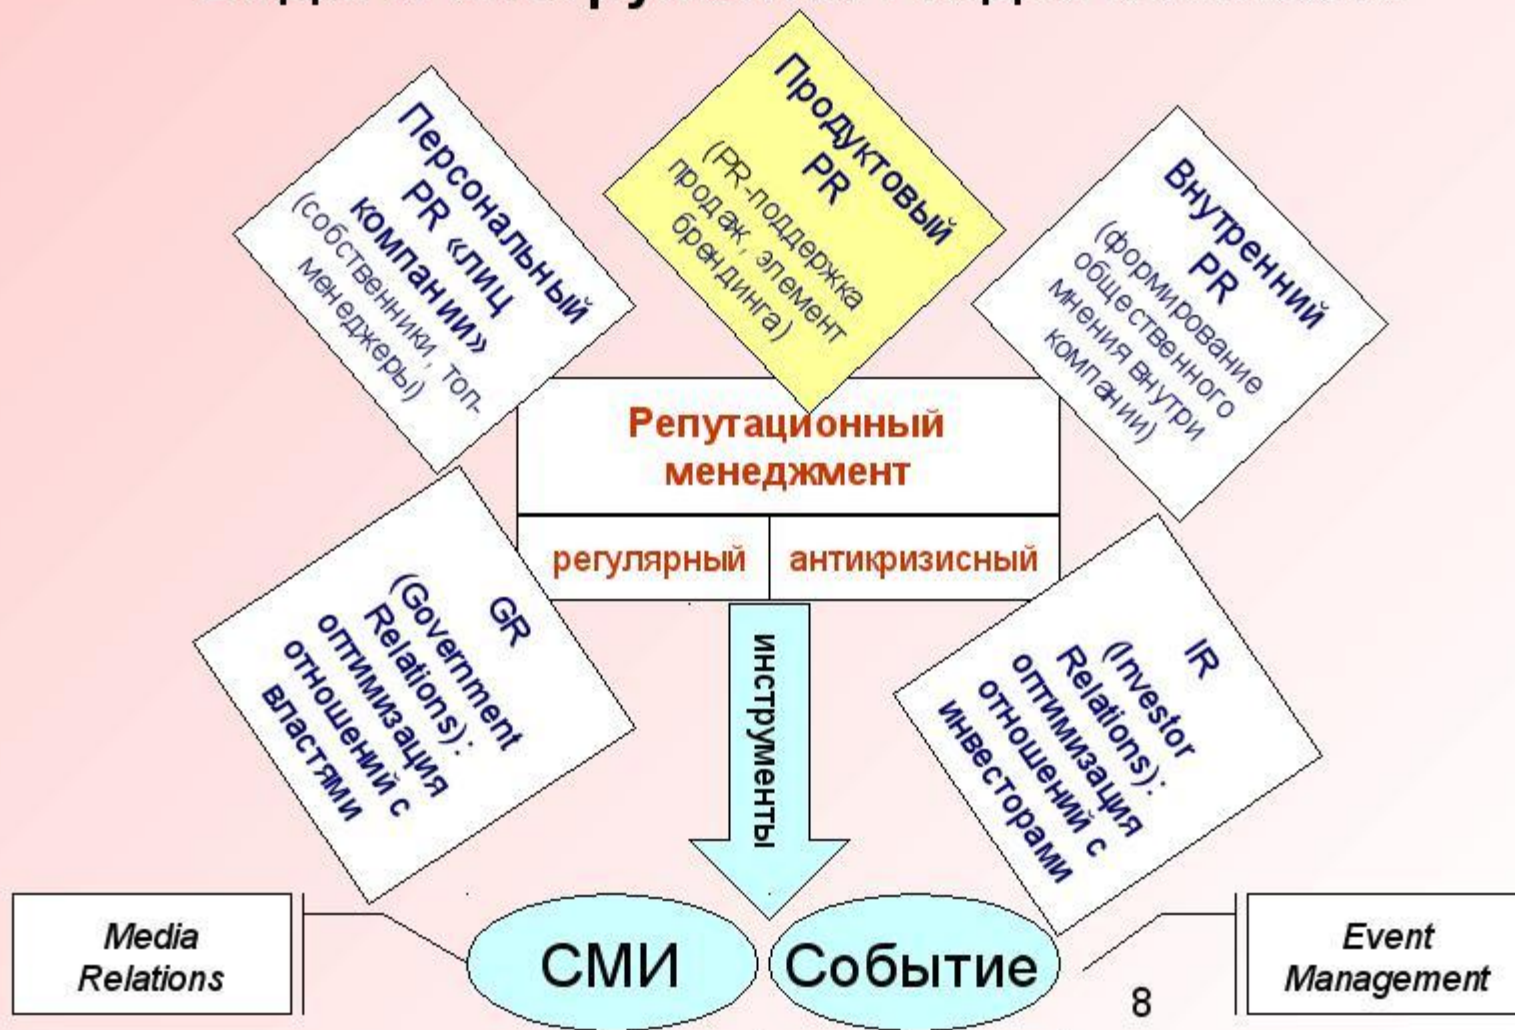 Персональный
PR «лиц
компании»
(собственники, топ-
менеджеры)
Продуктовый
PR
(PR-поддержка
продаж, элемент
брендинга)
Внутренний
PR
(формирование
общественного
мнения внутри
компании)
Репутационный
менеджмент
регулярный
антикризисный
GR
(Government
Relations):
оптимизация
отношений с
властями
инструменты
IR
(Investor
Relations):
оптимизация
отношений с
инвесторами
Media
Relations
СМИ
Событие
Event
Management
8